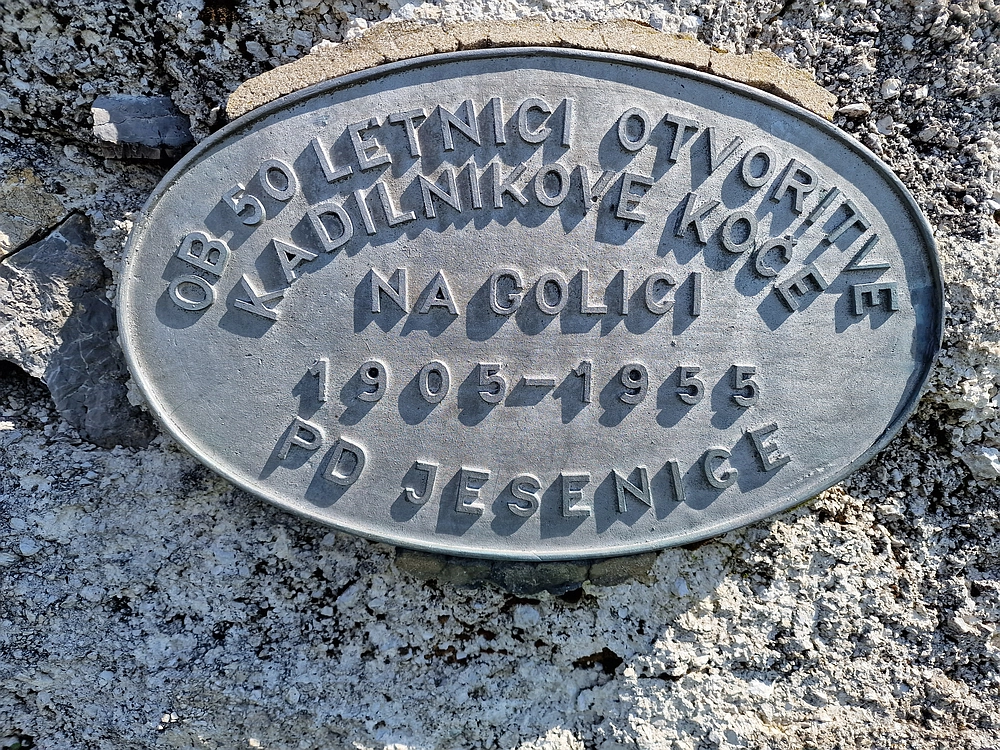 OB 50 LETNICI OTVORITVE
KADILNIKOVE KOČE
NA GOLICI
1905-1955
PD JESENICE